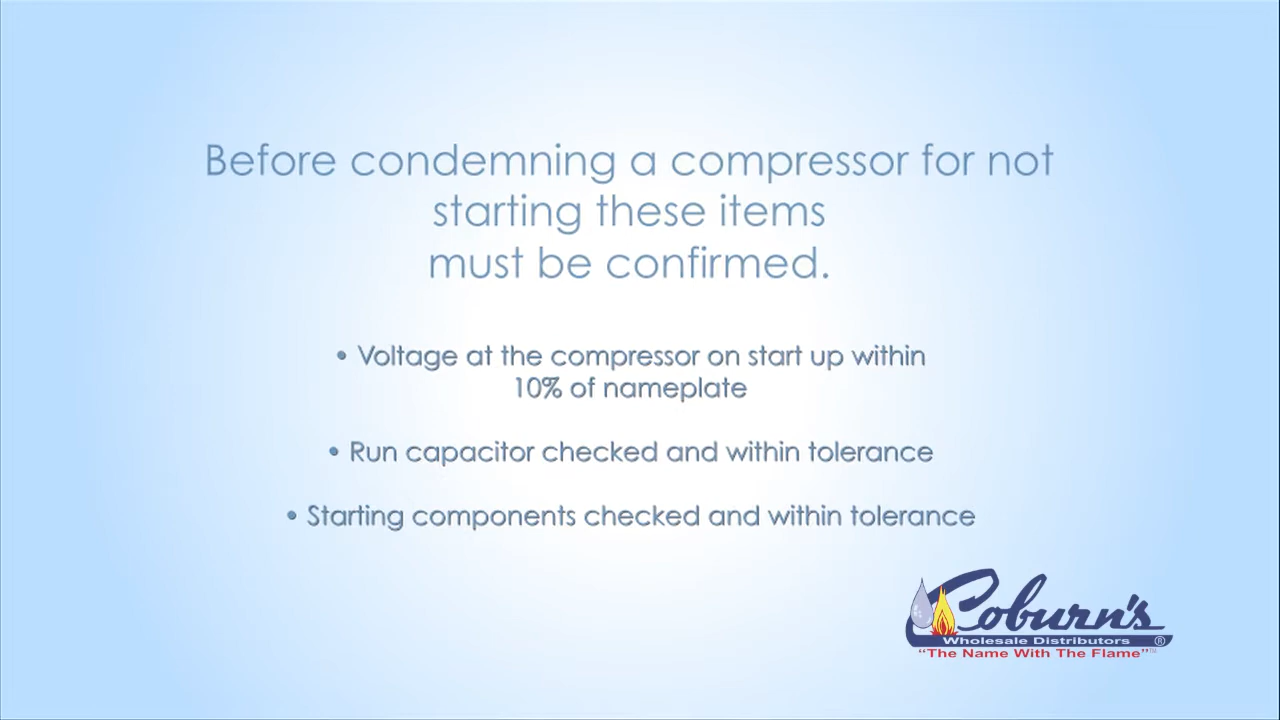 Before condemning a compressor for not
starting these items
must be confirmed.
• Voltage at the compressor on start up within
10% of nameplate
• Run capacitor checked and within tolerance
• Starting components checked and within tolerance
Coburn's
Wholesale Distributors ®
"The Name With The Flame"™